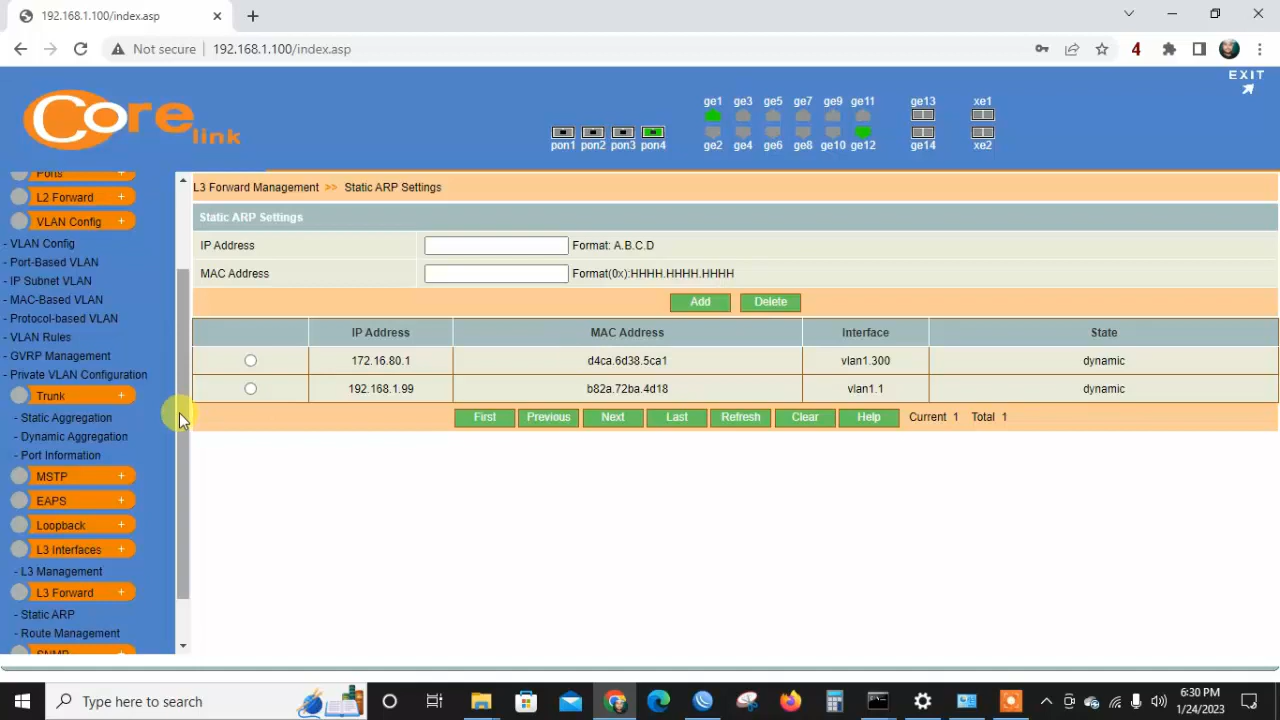 192.168.1.100/index.asp
Not secure 192.168.1.100/index.asp
4
EXIT
Core link
ge1 ge3 ge5 ge7 ge9 ge11 ge13 xe1
pon1 pon2 pon3 pon4 ge2 ge4 ge6 ge8 ge10 ge12 ge14 xe2
Ports +
L2 Forward +
VLAN Config +
- VLAN Config
- Port-Based VLAN
- IP Subnet VLAN
- MAC-Based VLAN
- Protocol-based VLAN
- VLAN Rules
- GVRP Management
- Private VLAN Configuration
Trunk +
- Static Aggregation
- Dynamic Aggregation
- Port Information
MSTP +
EAPS +
Loopback +
L3 Interfaces +
- L3 Management
L3 Forward +
- Static ARP
- Route Management
SNMP +
L3 Forward Management >> Static ARP Settings
Static ARP Settings
IP Address Format: A.B.C.D
MAC Address Format(0x):HHHH.HHHH.HHHH
Add Delete
IP Address MAC Address Interface State
172.16.80.1 d4ca.6d38.5ca1 vlan1.300 dynamic
192.168.1.99 b82a.72ba.4d18 vlan1.1 dynamic
First Previous Next Last Refresh Clear Help Current 1 Total 1
Type here to search
6:30 PM
1/24/2023